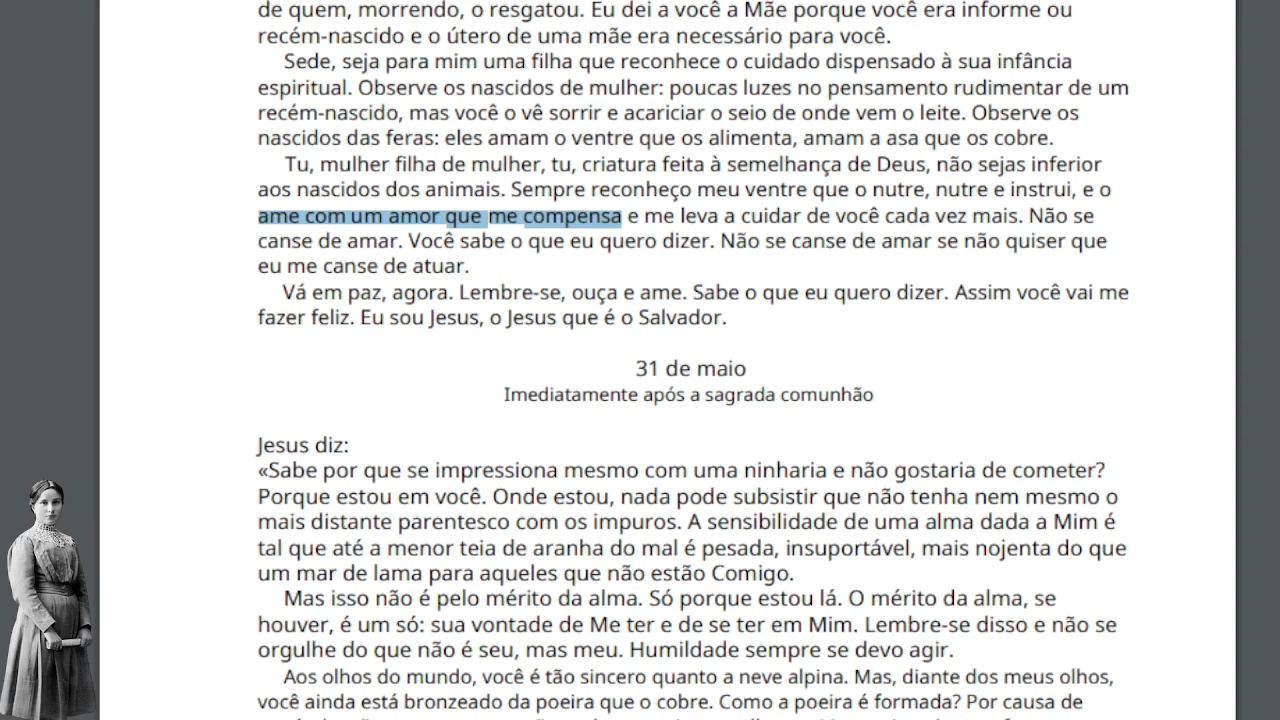 de quem, morrendo, o resgatou. Eu dei a você a Mãe porque você era informe ou
recém-nascido e o útero de uma mãe era necessário para você.
Sede, seja para mim uma filha que reconhece o cuidado dispensado à sua infância
espiritual. Observe os nascidos de mulher: poucas luzes no pensamento rudimentar de um
recém-nascido, mas você o vê sorrir e acariciar o seio de onde vem o leite. Observe os
nascidos das feras: eles amam o ventre que os alimenta, amam a asa que os cobre.
Tu, mulher filha de mulher, tu, criatura feita à semelhança de Deus, não sejas inferior
aos nascidos dos animais. Sempre reconheço meu ventre que o nutre, nutre e instrui, e o
ame com um amor que me compensa e me leva a cuidar de você cada vez mais. Não se
canse de amar. Você sabe o que eu quero dizer. Não se canse de amar se não quiser que
eu me canse de atuar.
Vá em paz, agora. Lembre-se, ouça e ame. Sabe o que eu quero dizer. Assim você vai me
fazer feliz. Eu sou Jesus, o Jesus que é o Salvador.
31 de maio
Imediatamente após a sagrada comunhão
Jesus diz:
«Sabe por que se impressiona mesmo com uma ninharia e não gostaria de cometer?
Porque estou em você. Onde estou, nada pode subsistir que não tenha nem mesmo o
mais distante parentesco com os impuros. A sensibilidade de uma alma dada a Mim é
tal que até a menor teia de aranha do mal é pesada, insuportável, mais nojenta do que
um mar de lama para aqueles que não estão Comigo.
Mas isso não é pelo mérito da alma. Só porque estou lá. O mérito da alma, se
houver, é um só: sua vontade de Me ter e de se ter em Mim. Lembre-se disso e não se
orgulhe do que não é seu, mas meu. Humildade sempre se devo agir.
Aos olhos do mundo, você é tão sincero quanto a neve alpina. Mas, diante dos meus olhos,
você ainda está bronzeado da poeira que o cobre. Como a poeira é formada? Por causa de